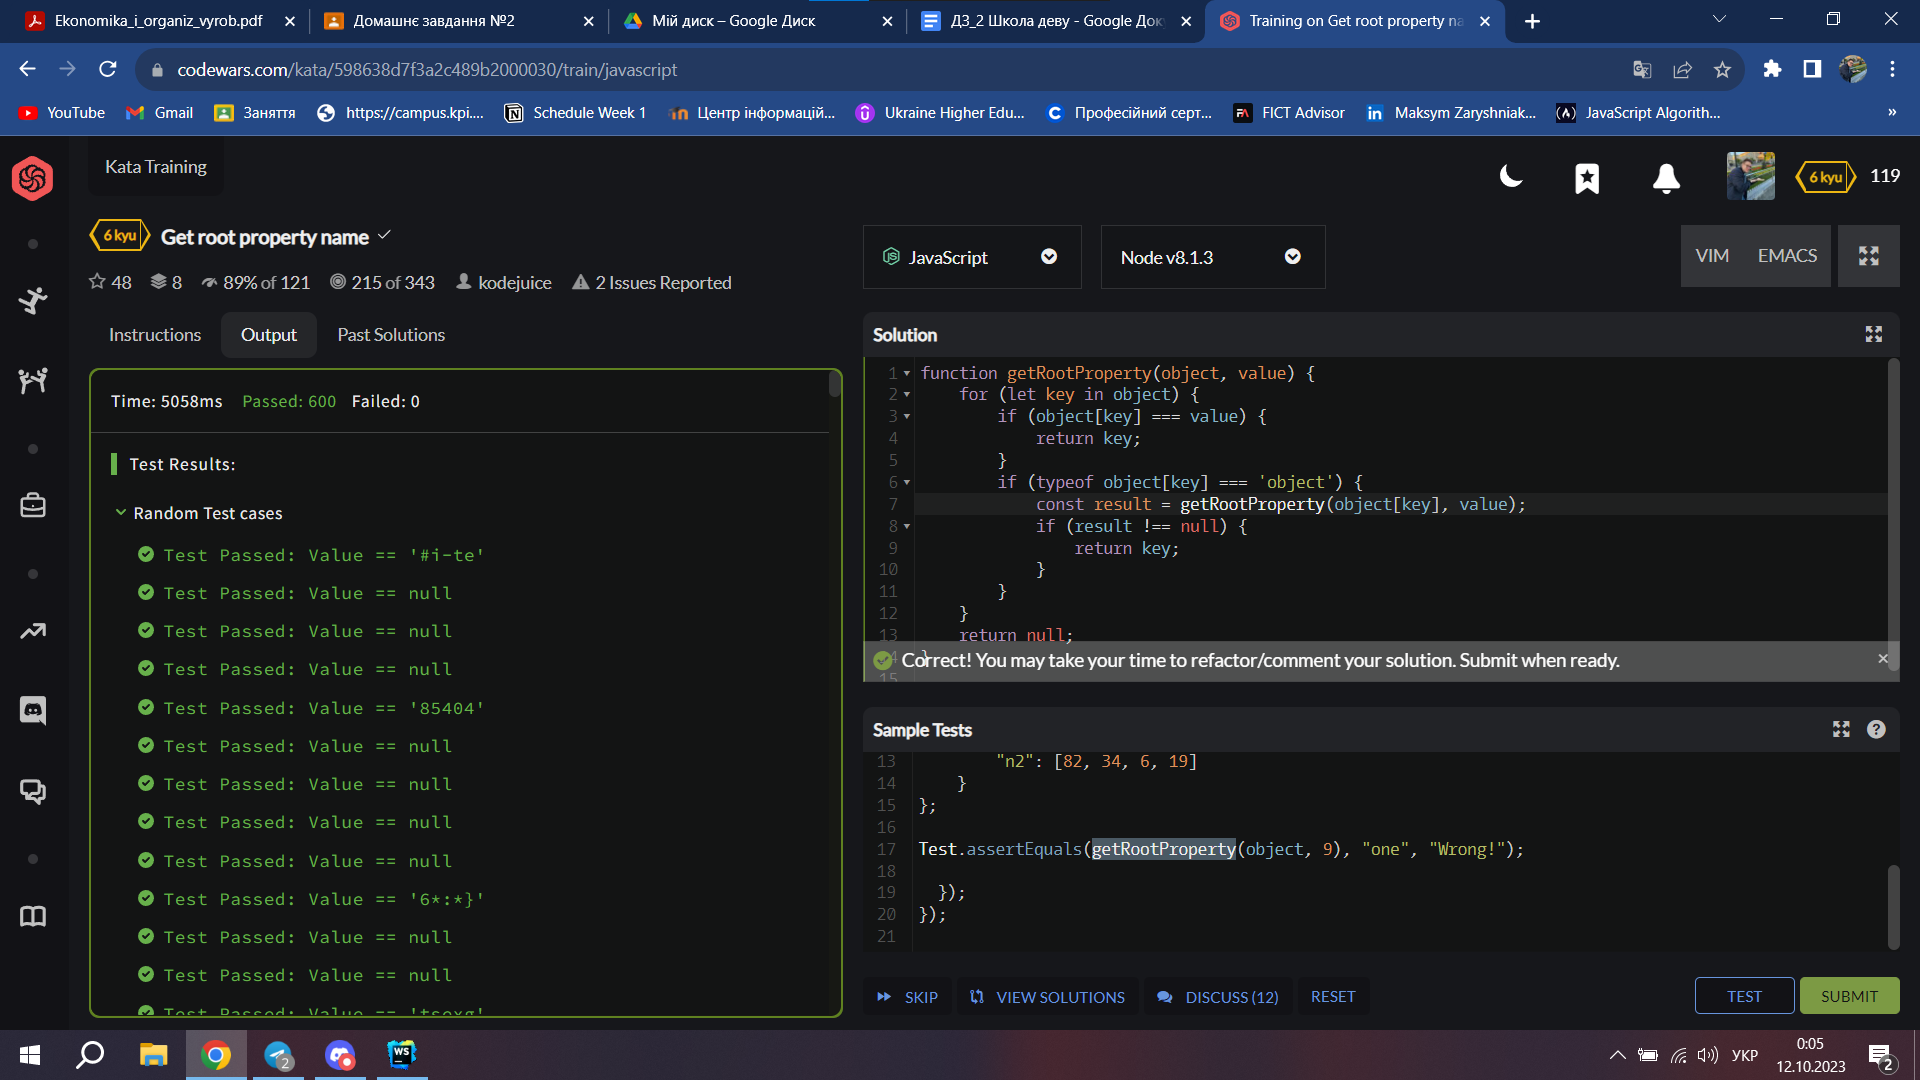 Ekonomika_i_organiz_vyrob.pdf
Домашнє завдання №2
Мій диск – Google Диск
ДЗ_2 Школа деву - Google Док
Training on Get root property na
codewars.com/kata/598638d7f3a2c489b2000030/train/javascript
YouTube
Gmail
Заняття
https://campus.kpi....
Schedule Week 1
Центр інформацій...
Ukraine Higher Edu...
Професійний серт...
FICT Advisor
Maksym Zaryshniak...
JavaScript Algorith...
»
Kata Training
6 kyu
119
6 kyu
Get root property name
48
8
89% of 121
215 of 343
kodejuice
2 Issues Reported
Instructions
Output
Past Solutions
Time: 5058ms Passed: 600 Failed: 0
Test Results:
Random Test cases
Test Passed: Value == '#i-te'
Test Passed: Value == null
Test Passed: Value == null
Test Passed: Value == null
Test Passed: Value == '85404'
Test Passed: Value == null
Test Passed: Value == null
Test Passed: Value == null
Test Passed: Value == null
Test Passed: Value == '6*:*}'
Test Passed: Value == null
Test Passed: Value == null
Test Passed: Value == 'tsexg'
JavaScript
Node v8.1.3
VIM
EMACS
Solution
1 function getRootProperty(object, value) {
2 for (let key in object) {
3 if (object[key] === value) {
4 return key;
5 }
6 if (typeof object[key] === 'object') {
7 const result = getRootProperty(object[key], value);
8 if (result !== null) {
9 return key;
10 }
11 }
12 }
13 return null;
14 }
15
Correct! You may take your time to refactor/comment your solution. Submit when ready.
Sample Tests
13 "n2": [82, 34, 6, 19]
14 }
15 };
16
17 Test.assertEquals(getRootProperty(object, 9), "one", "Wrong!");
18
19 });
20 });
21
SKIP
VIEW SOLUTIONS
DISCUSS (12)
RESET
TEST
SUBMIT
2
WS
УКР
0:05
12.10.2023
2